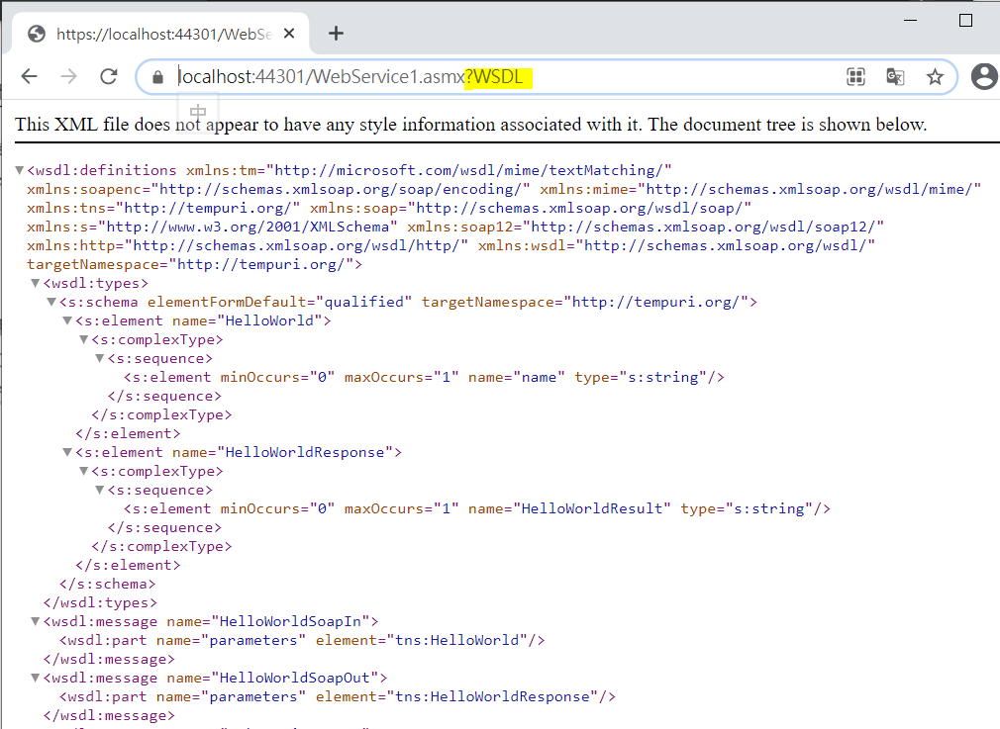 https://localhost:44301/WebSe
localhost:44301/WebService1.asmx?WSDL
中
This XML file does not appear to have any style information associated with it. The document tree is shown below.
▼<wsdl:definitions xmlns:tm="http://microsoft.com/wsdl/mime/textMatching/"
xmlns:soapenc="http://schemas.xmlsoap.org/soap/encoding/" xmlns:mime="http://schemas.xmlsoap.org/wsdl/mime/"
xmlns:tns="http://tempuri.org/" xmlns:soap="http://schemas.xmlsoap.org/wsdl/soap/"
xmlns:s="http://www.w3.org/2001/XMLSchema" xmlns:soap12="http://schemas.xmlsoap.org/wsdl/soap12/"
xmlns:http="http://schemas.xmlsoap.org/wsdl/http/" xmlns:wsdl="http://schemas.xmlsoap.org/wsdl/"
targetNamespace="http://tempuri.org/">
▼<wsdl:types>
▼<s:schema elementFormDefault="qualified" targetNamespace="http://tempuri.org/">
▼<s:element name="HelloWorld">
▼<s:complexType>
▼<s:sequence>
<s:element minOccurs="0" maxOccurs="1" name="name" type="s:string"/>
</s:sequence>
</s:complexType>
</s:element>
▼<s:element name="HelloWorldResponse">
▼<s:complexType>
▼<s:sequence>
<s:element minOccurs="0" maxOccurs="1" name="HelloWorldResult" type="s:string"/>
</s:sequence>
</s:complexType>
</s:element>
</s:schema>
</wsdl:types>
▼<wsdl:message name="HelloWorldSoapIn">
<wsdl:part name="parameters" element="tns:HelloWorld"/>
</wsdl:message>
▼<wsdl:message name="HelloWorldSoapOut">
<wsdl:part name="parameters" element="tns:HelloWorldResponse"/>
</wsdl:message>